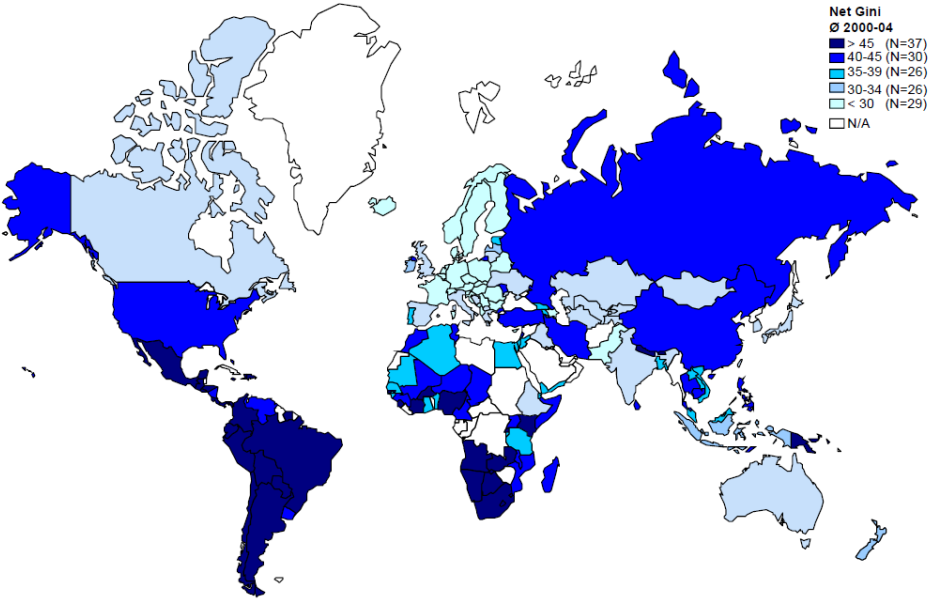 Net Gini
Ø 2000-04
> 45 (N=37)
40-45 (N=30)
35-39 (N=26)
30-34 (N=26)
< 30 (N=29)
N/A